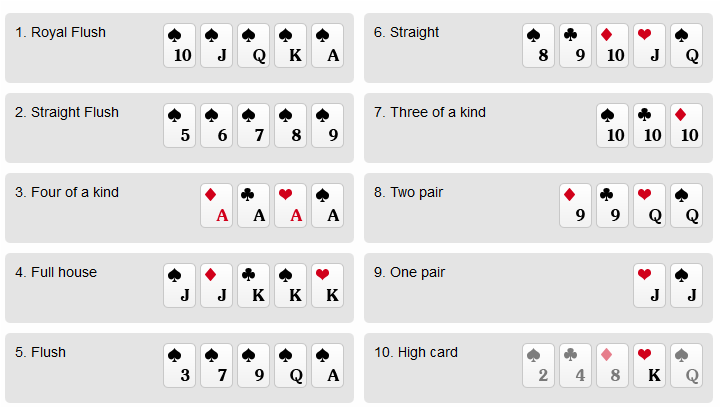 1. Royal Flush
10 J Q K A
2. Straight Flush
5 6 7 8 9
3. Four of a kind
A A A A
4. Full house
J J K K K
5. Flush
3 7 9 Q A
6. Straight
8 9 10 J Q
7. Three of a kind
10 10 10
8. Two pair
9 9 Q Q
9. One pair
J J
10. High card
2 4 8 K Q